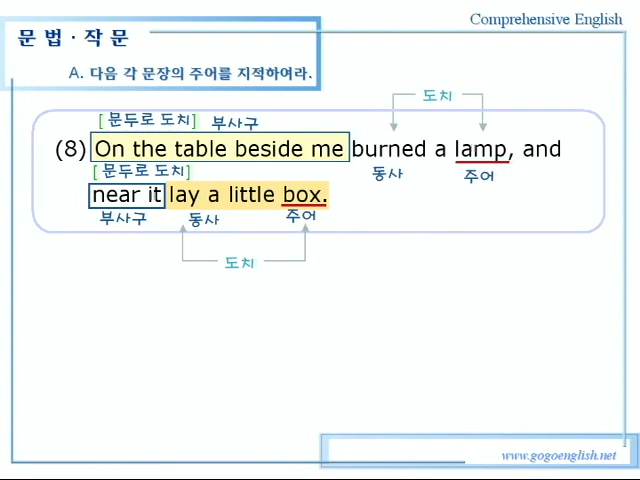 Comprehensive English
문 법 · 작 문
A. 다음 각 문장의 주어를 지적하여라.
도치
[ 문두로 도치] 부사구
(8) On the table beside me burned a lamp, and
[ 문두로 도치] 동사 주어
near it lay a little box.
부사구 동사 주어
도치
www.gogoenglish.net